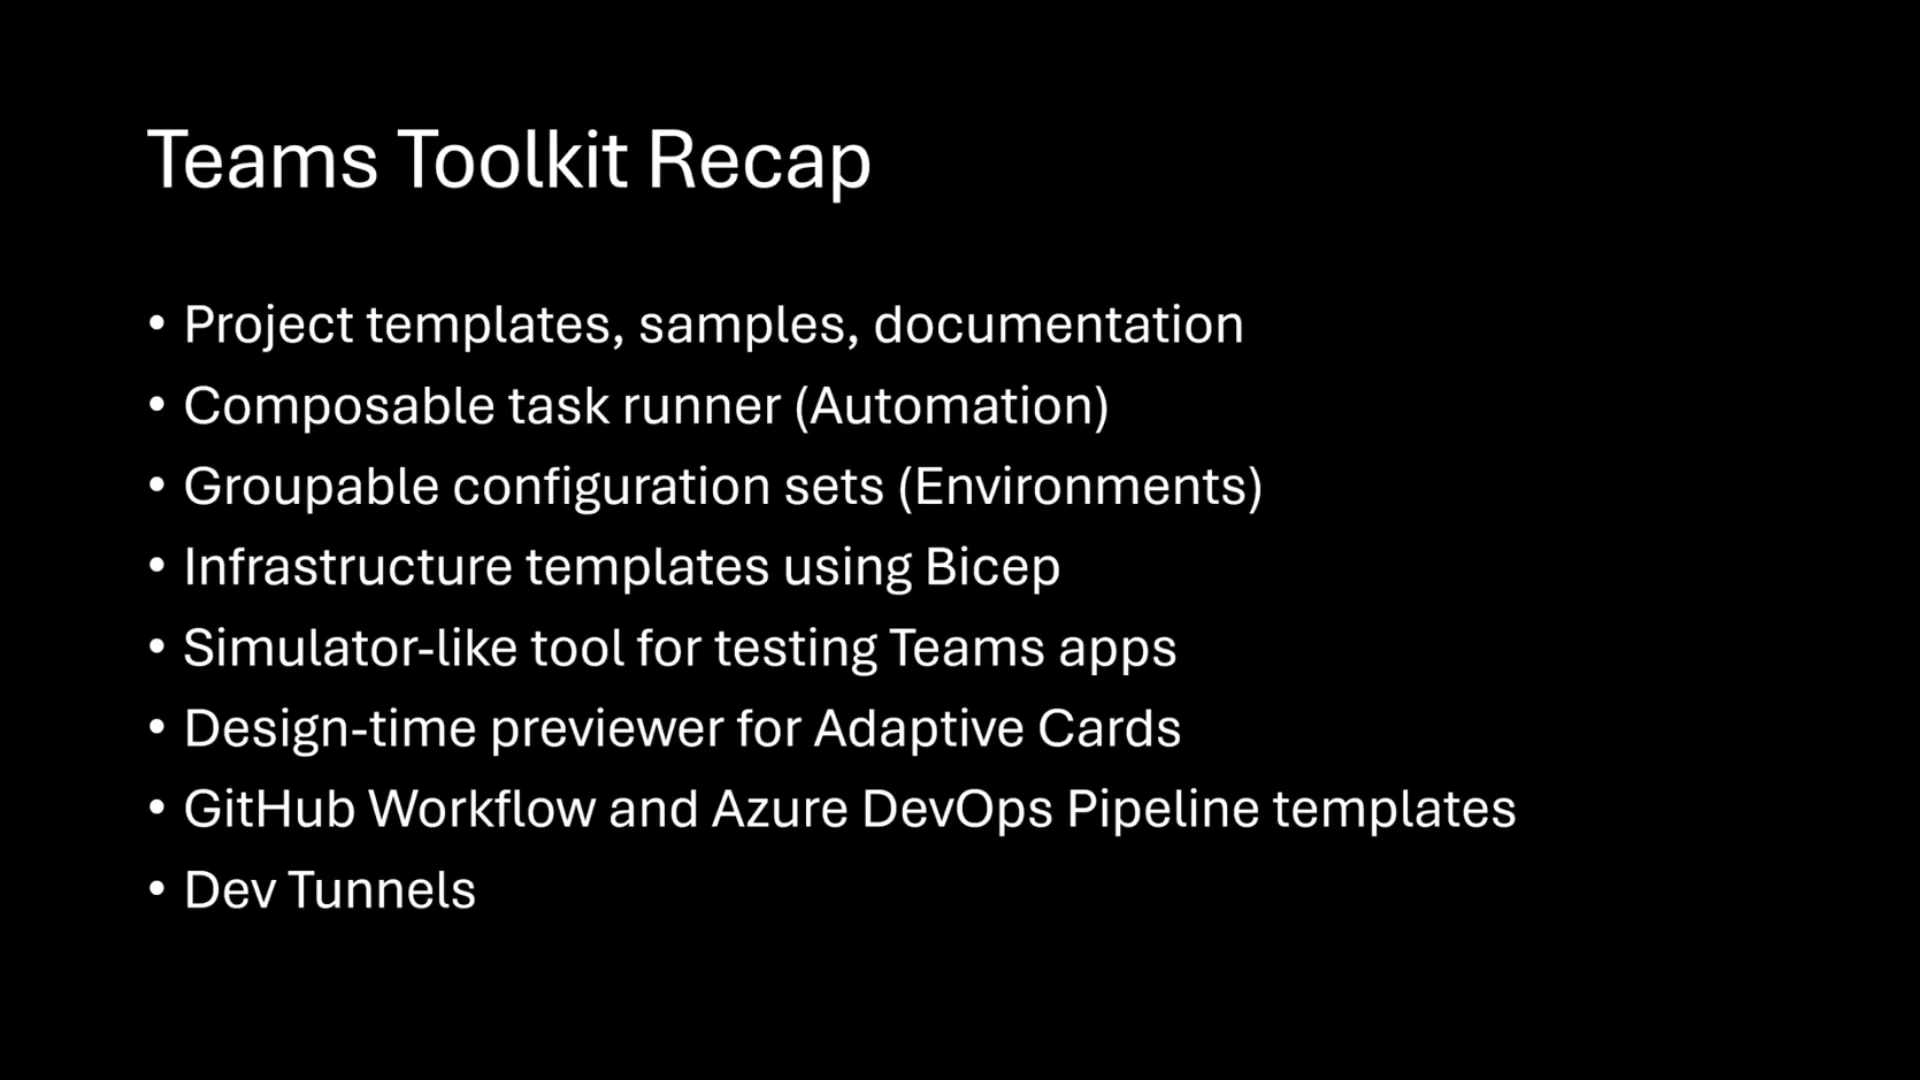 Teams Toolkit Recap
• Project templates, samples, documentation
• Composable task runner (Automation)
• Groupable configuration sets (Environments)
• Infrastructure templates using Bicep
• Simulator-like tool for testing Teams apps
• Design-time previewer for Adaptive Cards
• GitHub Workflow and Azure DevOps Pipeline templates
• Dev Tunnels